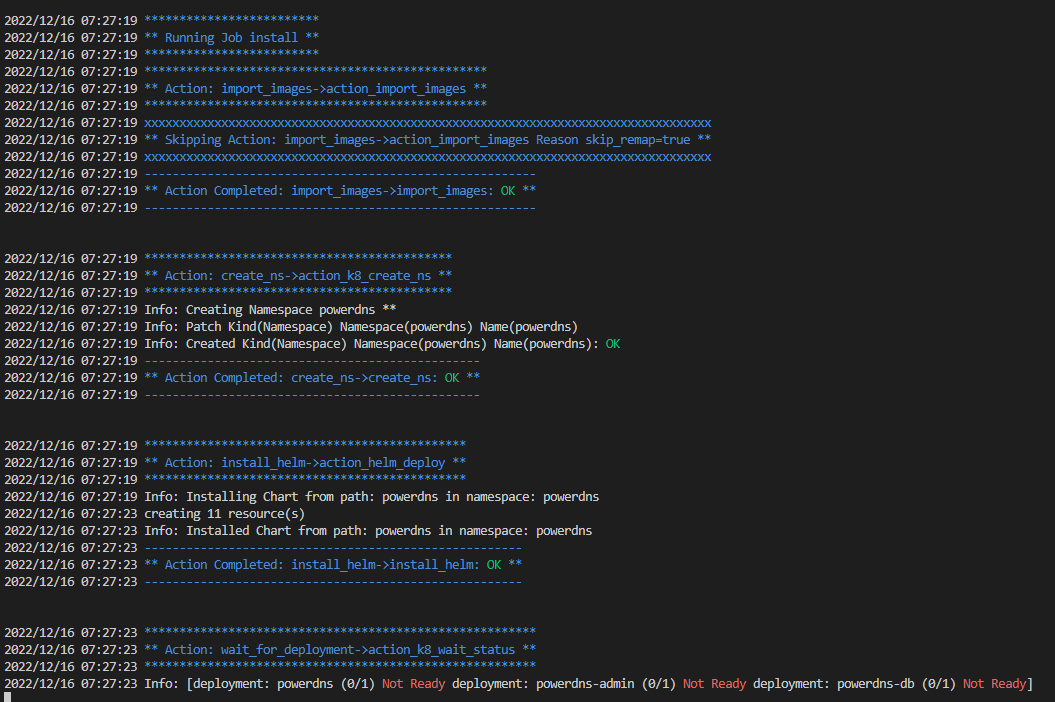 2022/12/16 07:27:19 *************************
2022/12/16 07:27:19 ** Running Job install **
2022/12/16 07:27:19 *************************
2022/12/16 07:27:19 *************************************************
2022/12/16 07:27:19 ** Action: import_images->action_import_images **
2022/12/16 07:27:19 *************************************************
2022/12/16 07:27:19 xxxxxxxxxxxxxxxxxxxxxxxxxxxxxxxxxxxxxxxxxxxxxxxxxxxxxxxxxxxxxxxxxxxxxxxxxxxxxxxxx
2022/12/16 07:27:19 ** Skipping Action: import_images->action_import_images Reason skip_remap=true **
2022/12/16 07:27:19 xxxxxxxxxxxxxxxxxxxxxxxxxxxxxxxxxxxxxxxxxxxxxxxxxxxxxxxxxxxxxxxxxxxxxxxxxxxxxxxxx
2022/12/16 07:27:19 --------------------------------------------------------
2022/12/16 07:27:19 ** Action Completed: import_images->import_images: OK **
2022/12/16 07:27:19 --------------------------------------------------------
2022/12/16 07:27:19 ********************************************
2022/12/16 07:27:19 ** Action: create_ns->action_k8_create_ns **
2022/12/16 07:27:19 ********************************************
2022/12/16 07:27:19 Info: Creating Namespace powerdns **
2022/12/16 07:27:19 Info: Patch Kind(Namespace) Namespace(powerdns) Name(powerdns)
2022/12/16 07:27:19 Info: Created Kind(Namespace) Namespace(powerdns) Name(powerdns): OK
2022/12/16 07:27:19 ------------------------------------------------
2022/12/16 07:27:19 ** Action Completed: create_ns->create_ns: OK **
2022/12/16 07:27:19 ------------------------------------------------
2022/12/16 07:27:19 **********************************************
2022/12/16 07:27:19 ** Action: install_helm->action_helm_deploy **
2022/12/16 07:27:19 **********************************************
2022/12/16 07:27:19 Info: Installing Chart from path: powerdns in namespace: powerdns
2022/12/16 07:27:23 creating 11 resource(s)
2022/12/16 07:27:23 Info: Installed Chart from path: powerdns in namespace: powerdns
2022/12/16 07:27:23 ------------------------------------------------------
2022/12/16 07:27:23 ** Action Completed: install_helm->install_helm: OK **
2022/12/16 07:27:23 ------------------------------------------------------
2022/12/16 07:27:23 ********************************************************
2022/12/16 07:27:23 ** Action: wait_for_deployment->action_k8_wait_status **
2022/12/16 07:27:23 ********************************************************
2022/12/16 07:27:23 Info: [deployment: powerdns (0/1) Not Ready deployment: powerdns-admin (0/1) Not Ready deployment: powerdns-db (0/1) Not Ready]